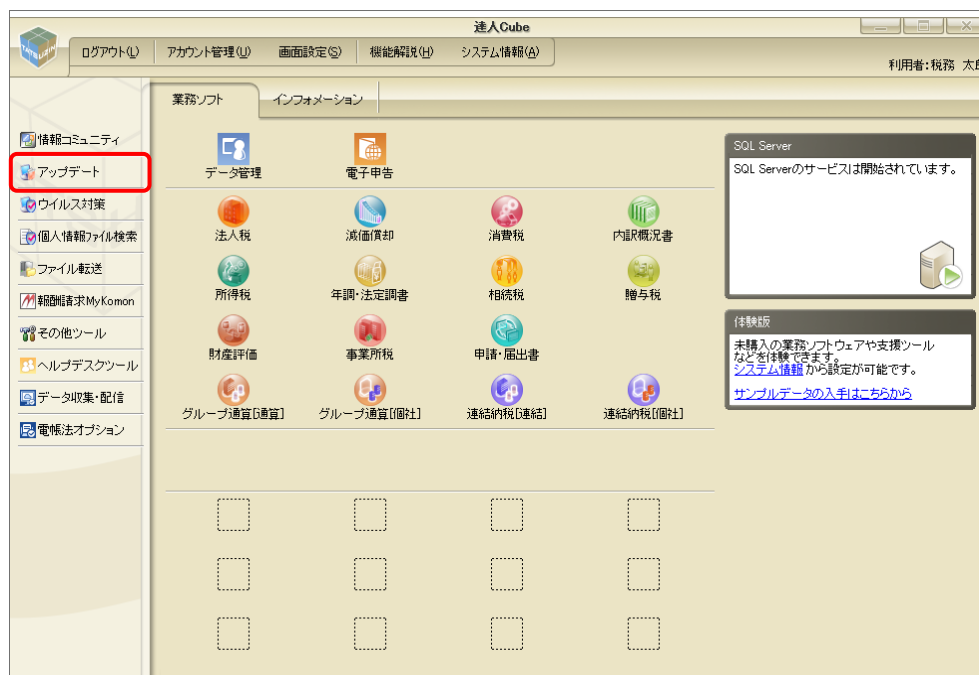 達人Cube
TATSUZIN
ログアウト(L) アカウント管理(U) 画面設定(S) 機能解説(H) システム情報(A)
利用者:税務 太郎
業務ソフト インフォメーション
情報コミュニティ
アップデート
ウイルス対策
個人情報ファイル検索
ファイル転送
報酬請求MyKomon
その他ツール
ヘルプデスクツール
データ収集・配信
電帳法オプション
データ管理 電子申告
法人税 減価償却 消費税 内訳概況書
所得税 年調・法定調書 相続税 贈与税
財産評価 事業所税 申請・届出書
グループ通算[通算] グループ通算[個社] 連結納税[連結] 連結納税[個社]
SQL Server
SQL Serverのサービスは開始されています。
体験版
未購入の業務ソフトウェアや支援ツール
などを体験できます。
システム情報 から設定が可能です。
サンプルデータの入手はこちらから